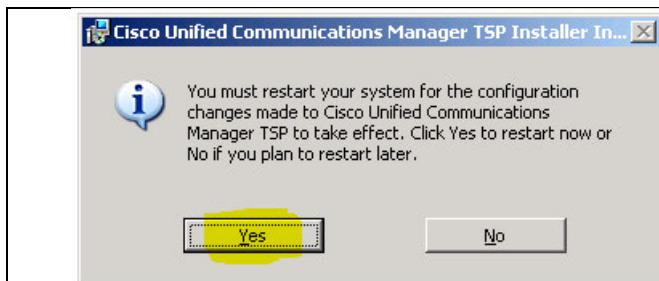 Cisco Unified Communications Manager TSP Installer In...
You must restart your system for the configuration
changes made to Cisco Unified Communications
Manager TSP to take effect. Click Yes to restart now or
No if you plan to restart later.
Yes
No